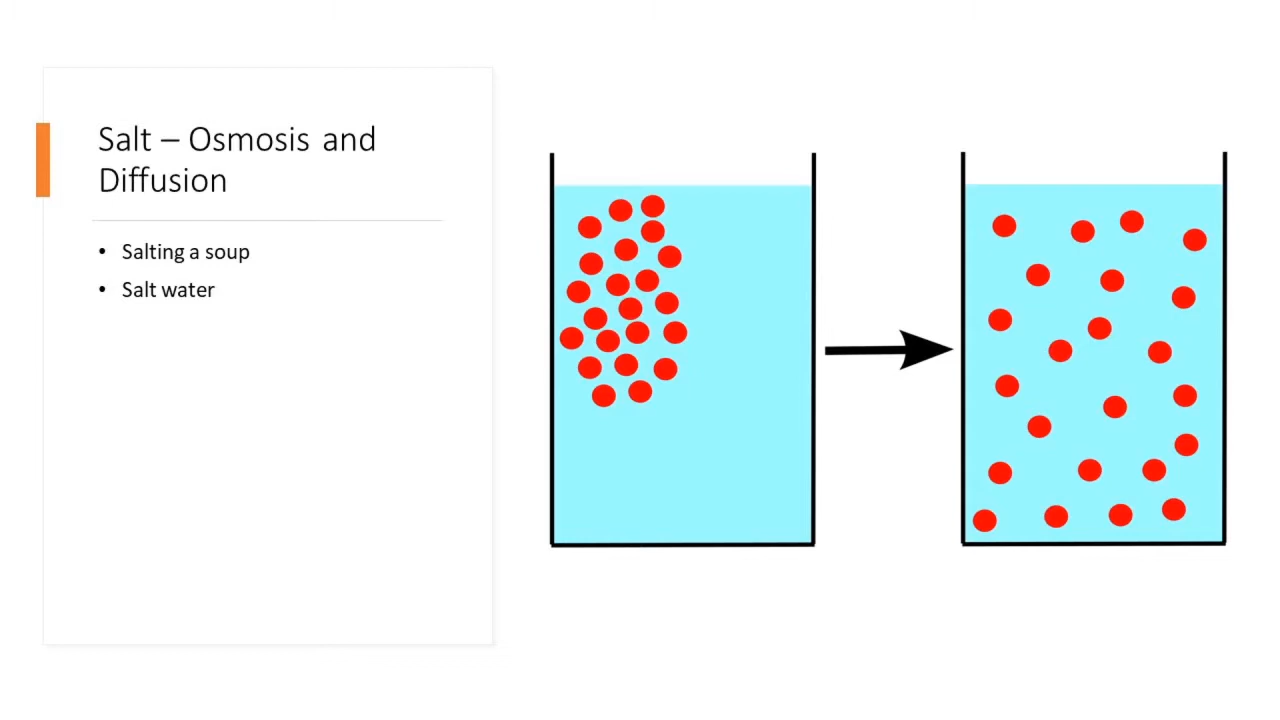 Salt – Osmosis and
Diffusion
• Salting a soup
• Salt water